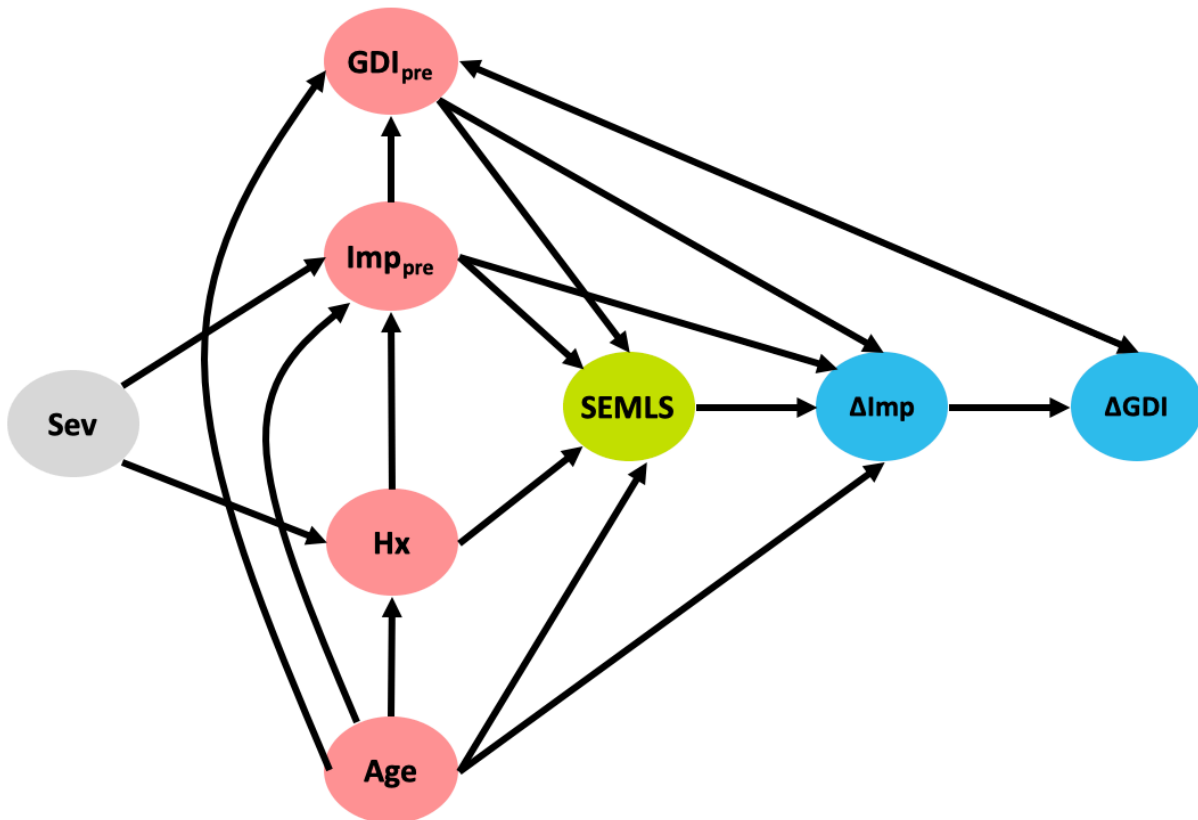 GDIpre
Imppre
Sev
SEMLS
ΔImp
ΔGDI
Hx
Age